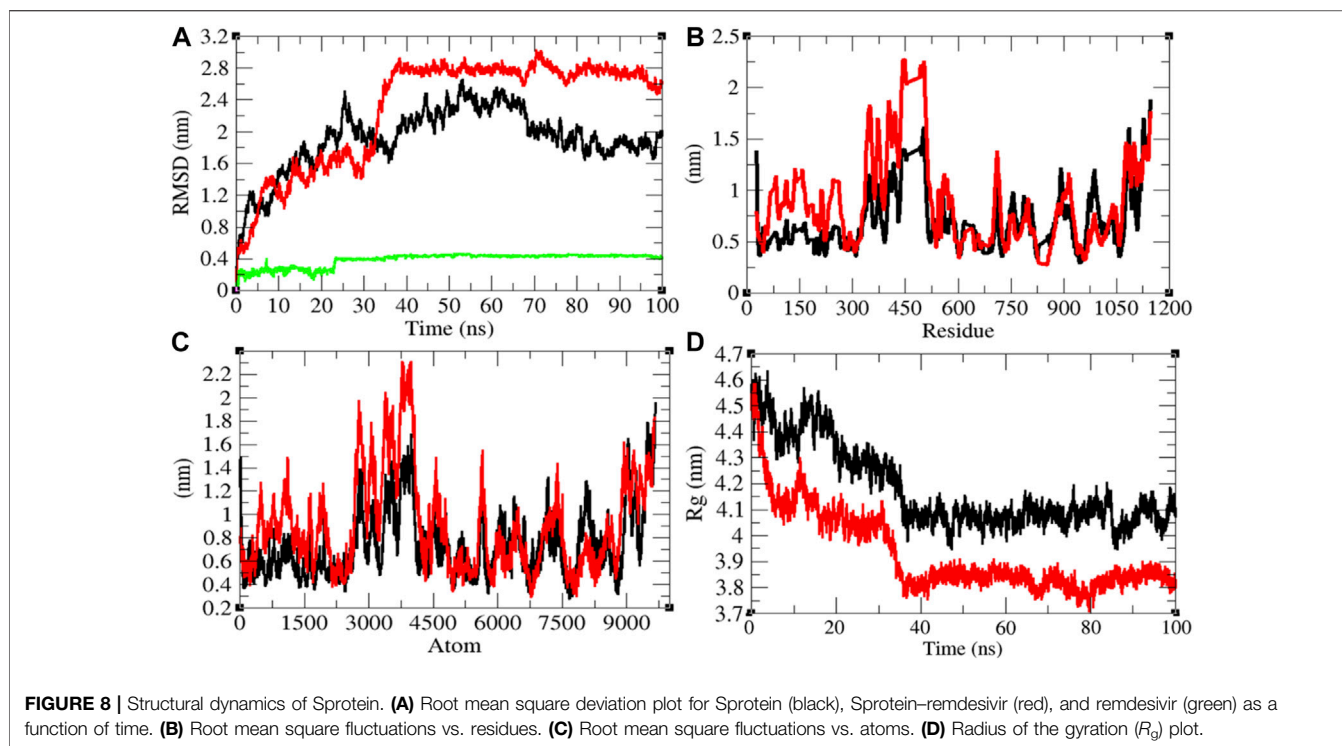 A
3.2
2.8
2.4
2
1.6
1.2
0.8
0.4
0
RMSD (nm)
0 10 20 30 40 50 60 70 80 90 100
Time (ns)
B
2.5
2
1.5
1
0.5
0
(nm)
0 150 300 450 600 750 900 1050 1200
Residue
C
2.2
2
1.8
1.6
1.4
1.2
1
0.8
0.6
0.4
0.2
(nm)
0 1500 3000 4500 6000 7500 9000
Atom
D
4.7
4.6
4.5
4.4
4.3
4.2
4.1
4
3.9
3.8
3.7
Rg (nm)
0 20 40 60 80 100
Time (ns)
FIGURE 8 | Structural dynamics of Sprotein. (A) Root mean square deviation plot for Sprotein (black), Sprotein–remdesivir (red), and remdesivir (green) as a
function of time. (B) Root mean square fluctuations vs. residues. (C) Root mean square fluctuations vs. atoms. (D) Radius of the gyration (Rg) plot.